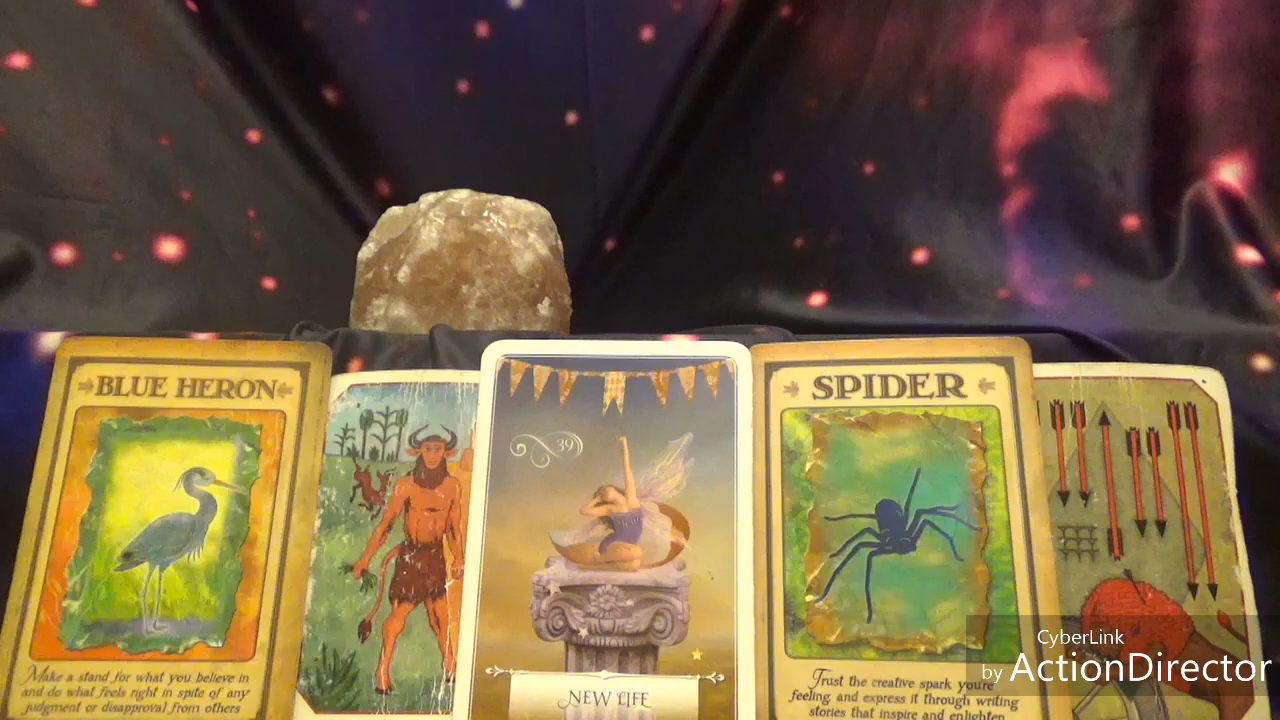 BLUE HERON
Make a stand for what you believe in
and do what feels right in spite of any
judgment or disapproval from others
39
NEW LIFE
SPIDER
Trust the creative spark you're
feeling, and express it through writing
stories that inspire and enlighten
CyberLink
by ActionDirector